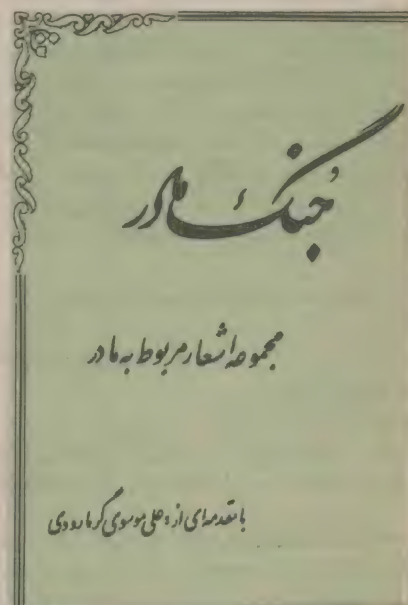 جُنگ مادر
مجموعه اشعار مربوط به مادر
با مقدمه‌ای از: علی موسوی گرمارودی